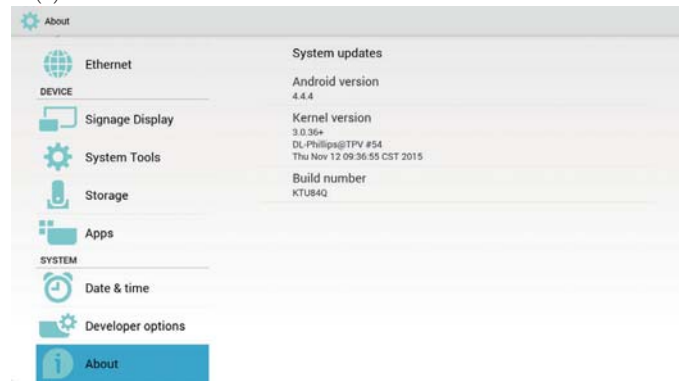 About
Ethernet
DEVICE
Signage Display
System Tools
Storage
Apps
SYSTEM
Date & time
Developer options
About
System updates
Android version
4.4.4
Kernel version
3.0.36+
DL-Phillips@TPV #54
Thu Nov 12 09:36:55 CST 2015
Build number
KTU84Q